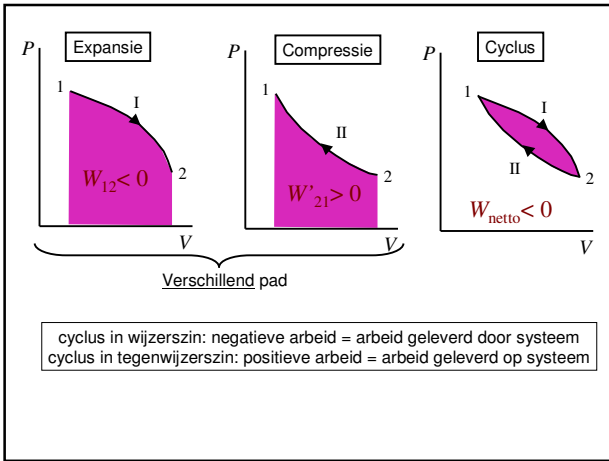 Expansie
P
1
I
2
W12 < 0
V
Compressie
P
1
II
2
W'21 > 0
V
Cyclus
P
1
I
II
2
Wnetto < 0
V
Verschillend pad
cyclus in wijzerszin: negatieve arbeid = arbeid geleverd door systeem
cyclus in tegenwijzerszin: positieve arbeid = arbeid geleverd op systeem